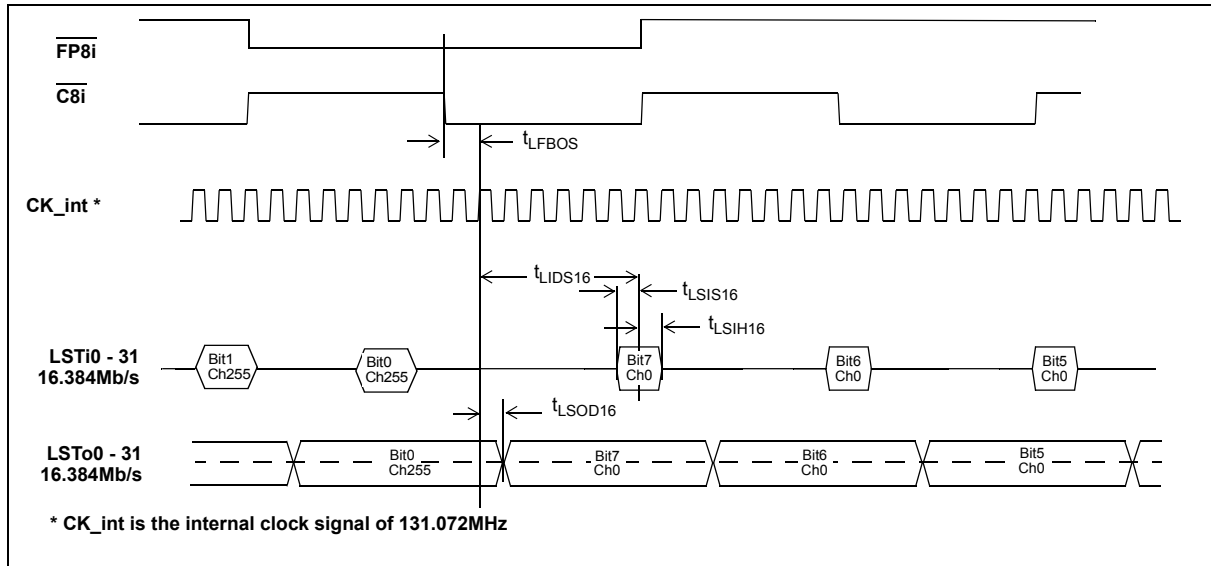 FP8i
C8i
tLFBOS
CK_int *
tLIDS16
tLSIS16
tLSIH16
LSTi0 - 31
16.384Mb/s
Bit1
Ch255
Bit0
Ch255
Bit7
Ch0
Bit6
Ch0
Bit5
Ch0
tLSOD16
LSTo0 - 31
16.384Mb/s
Bit0
Ch255
Bit7
Ch0
Bit6
Ch0
Bit5
Ch0
* CK_int is the internal clock signal of 131.072MHz